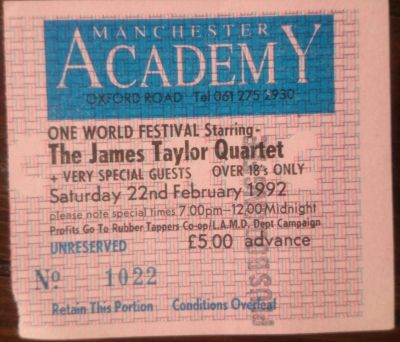 MANCHESTER
ACADEMY
OXFORD ROAD Tel 061 275 2930
ONE WORLD FESTIVAL Starring-
The James Taylor Quartet
+ VERY SPECIAL GUESTS OVER 18's ONLY
Saturday 22nd February 1992
please note special times 7:00pm-12:00 Midnight
Profits Go To Rubber Tappers Co-op/L.A.M.D. Dept Campaign
UNRESERVED £5.00 advance
No. 1022
Retain This Portion Conditions Overleaf